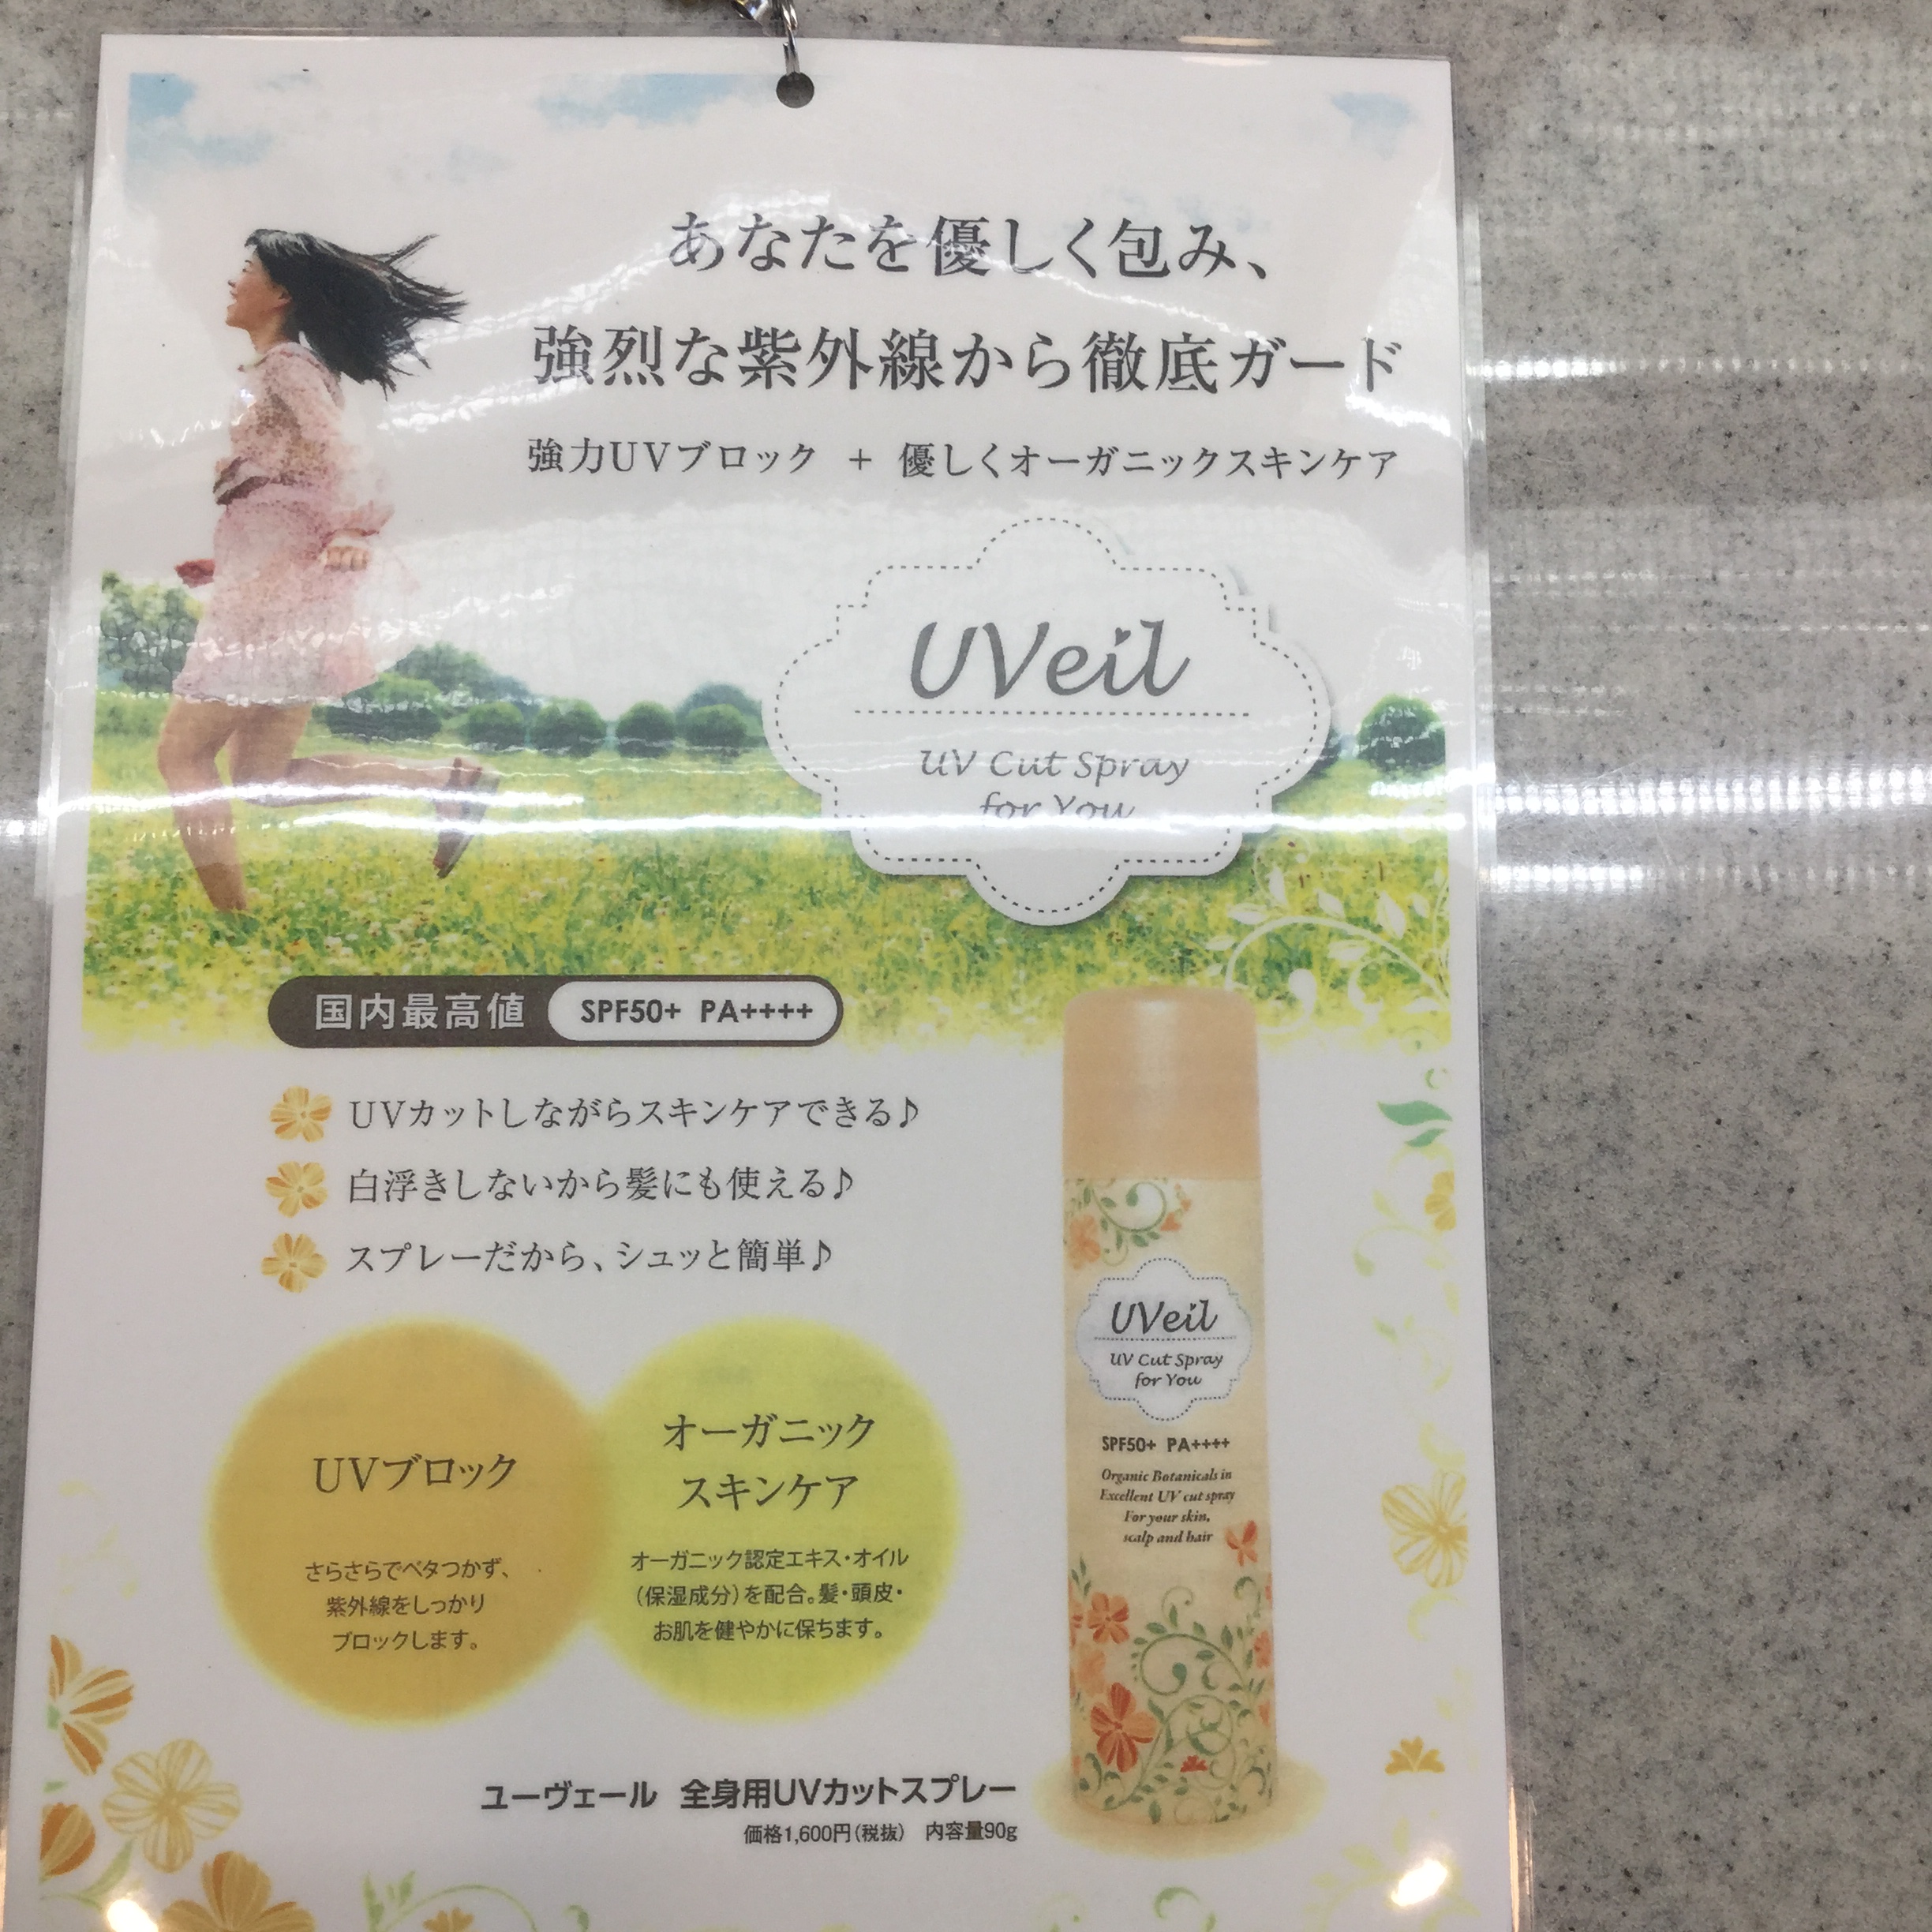 あなたを優しく包み、
強烈な紫外線から徹底ガード
強力UVブロック + 優しくオーガニックスキンケア
UVeil
UV Cut Spray
for You
国内最高値 SPF50+ PA++++
UVカットしながらスキンケアできる♪
白浮きしないから髪にも使える♪
スプレーだから、シュッと簡単♪
UVブロック
さらさらでベタつかず、
紫外線をしっかり
ブロックします。
オーガニック
スキンケア
オーガニック認定エキス・オイル
(保湿成分)を配合。髪・頭皮・
お肌を健やかに保ちます。
UVeil
UV Cut Spray
for You
SPF50+ PA++++
Organic Botanicals in
Excellent UV cut spray
For your skin,
scalp and hair
ユーヴェール 全身用UVカットスプレー
価格1,600円(税抜) 内容量90g